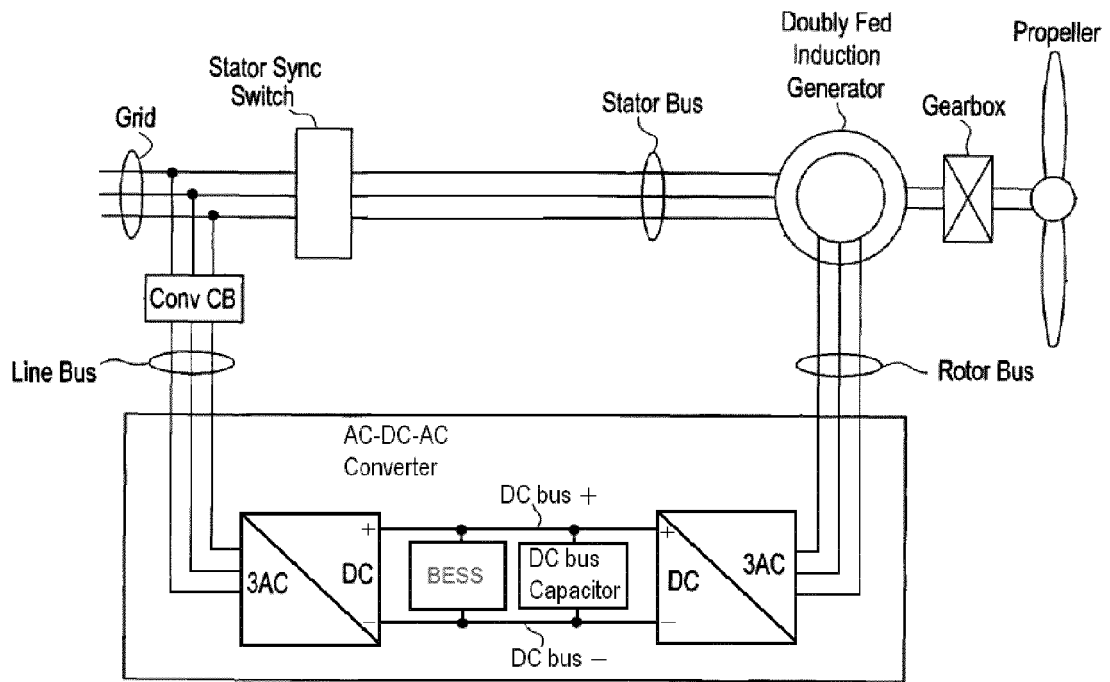 Doubly Fed
Induction
Generator
Propeller
Stator Sync
Switch
Stator Bus
Gearbox
Grid
Conv CB
Line Bus
Rotor Bus
AC-DC-AC
Converter
DC bus +
+
+
3AC
DC
BESS
DC bus
Capacitor
DC
3AC
−
−
DC bus −